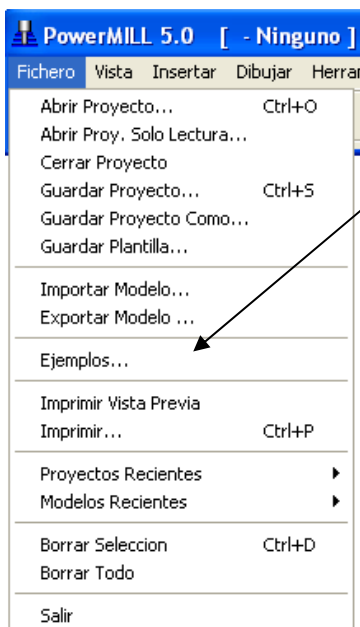 PowerMILL 5.0 [ - Ninguno ]
Fichero Vista Insertar Dibujar Herrar
Abrir Proyecto... Ctrl+O
Abrir Proy. Solo Lectura...
Cerrar Proyecto
Guardar Proyecto... Ctrl+S
Guardar Proyecto Como...
Guardar Plantilla...
Importar Modelo...
Exportar Modelo ...
Ejemplos...
Imprimir Vista Previa
Imprimir... Ctrl+P
Proyectos Recientes
Modelos Recientes
Borrar Seleccion Ctrl+D
Borrar Todo
Salir